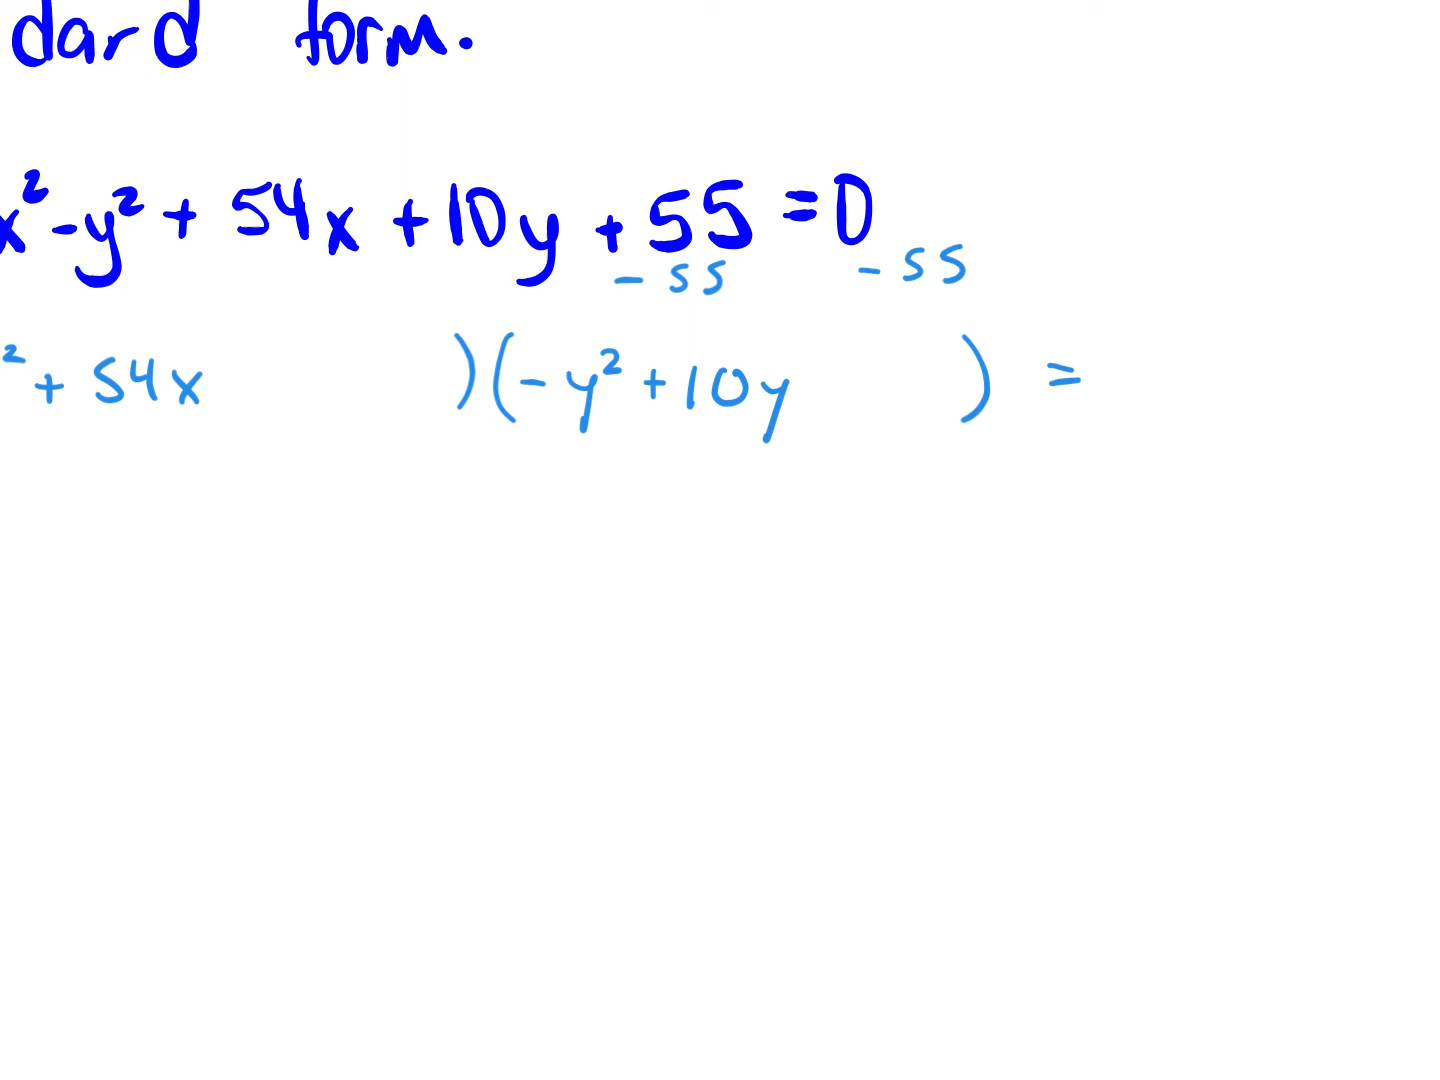 dard form.
x² - y² + 54x + 10y + 55 = 0
- 55 - 55
² + 54x )(- y² + 10y ) =